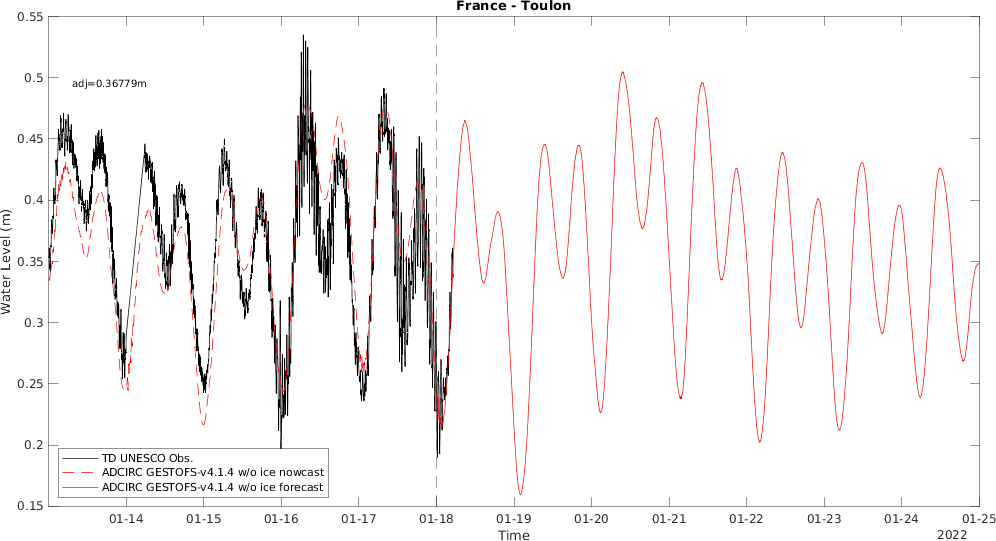 France - Toulon
0.55
0.5
0.45
0.4
0.35
0.3
0.25
0.2
0.15
Water Level (m)
adj=0.36779m
TD UNESCO Obs.
ADCIRC GESTOFS-v4.1.4 w/o ice nowcast
ADCIRC GESTOFS-v4.1.4 w/o ice forecast
01-14 01-15 01-16 01-17 01-18 01-19 01-20 01-21 01-22 01-23 01-24 01-25
Time
2022